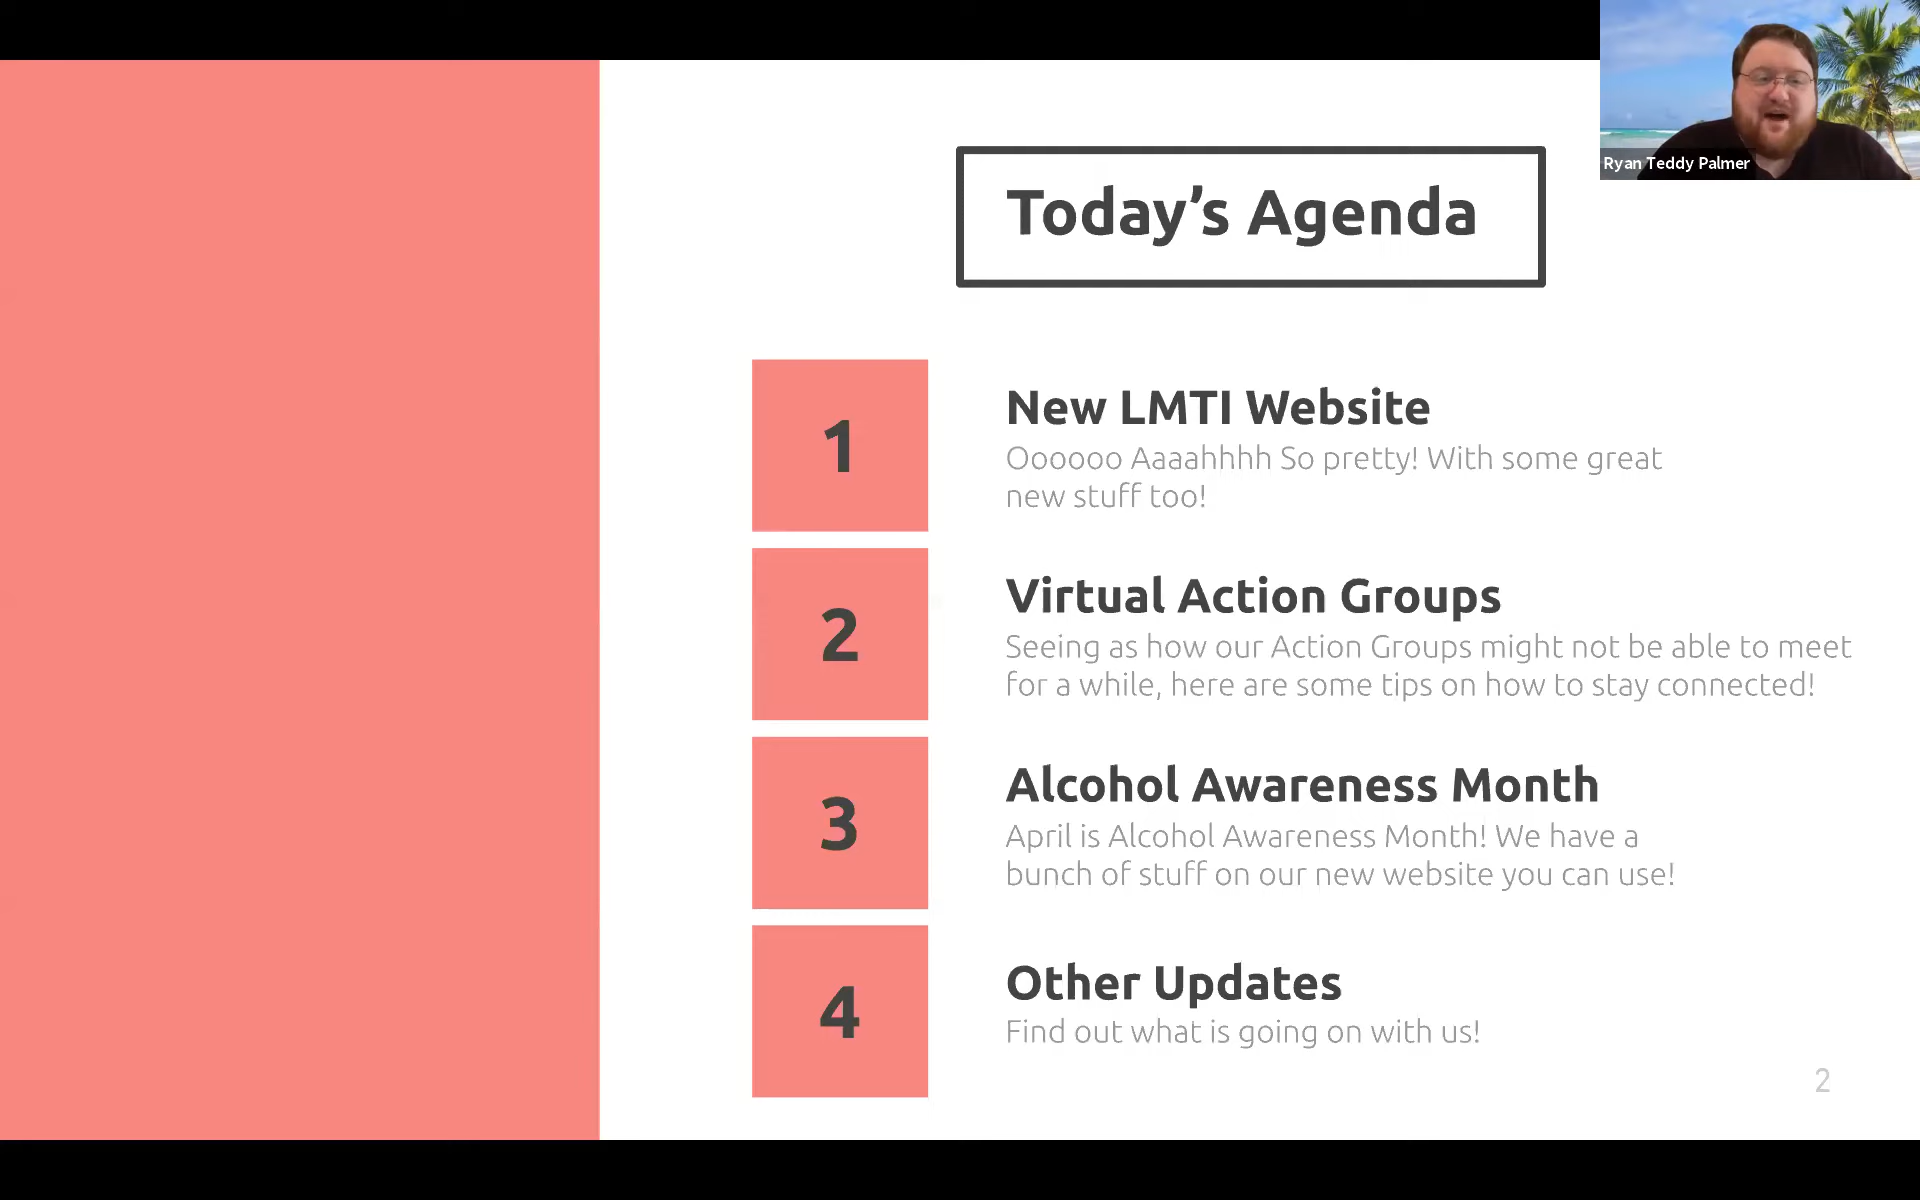 Ryan Teddy Palmer
Today’s Agenda
1
New LMTI Website
Oooooo Aaaahhhh So pretty! With some great
new stuff too!
2
Virtual Action Groups
Seeing as how our Action Groups might not be able to meet
for a while, here are some tips on how to stay connected!
3
Alcohol Awareness Month
April is Alcohol Awareness Month! We have a
bunch of stuff on our new website you can use!
4
Other Updates
Find out what is going on with us!
2